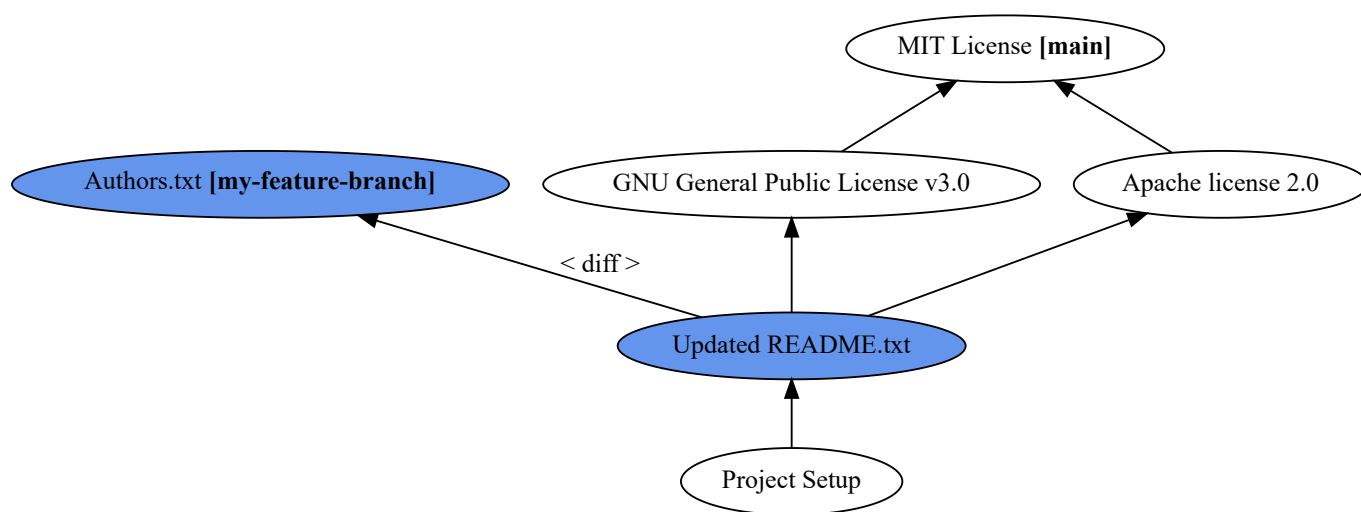 MIT License [main]
Authors.txt [my-feature-branch]
GNU General Public License v3.0
Apache license 2.0
< diff >
Updated README.txt
Project Setup